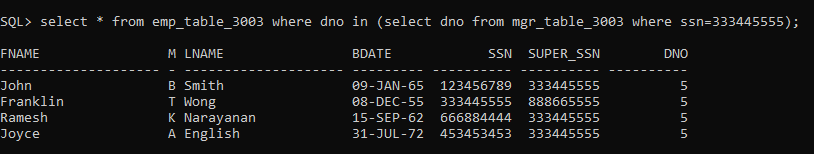 SQL> select * from emp_table_3003 where dno in (select dno from mgr_table_3003 where ssn=333445555);
FNAME                M LNAME                BDATE           SSN  SUPER_SSN        DNO
-------------------- - -------------------- --------- ---------- ---------- ----------
John                 B Smith                09-JAN-65  123456789  333445555          5
Franklin             T Wong                 08-DEC-55  333445555  888665555          5
Ramesh               K Narayanan            15-SEP-62  666884444  333445555          5
Joyce                A English              31-JUL-72  453453453  333445555          5